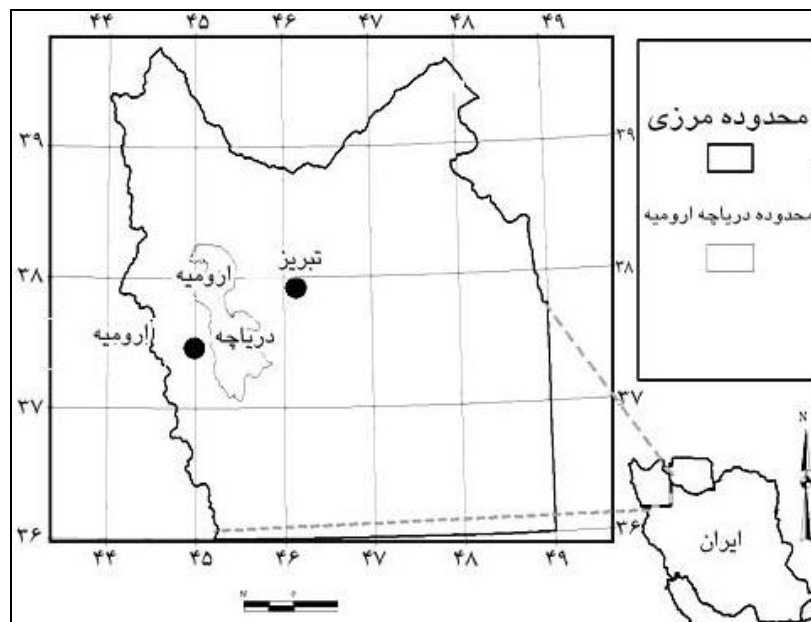 ۴۴ ۴۵ ۴۶ ۴۷ ۴۸ ۴۹
محدوده مرزی
محدوده دریاچه ارومیه
۳۹ ۳۹
۳۸ ۳۸
۳۷ ۳۷
۳۶ ۳۶
تبریز
ارومیه
دریاچه
ارومیه
۴۴ ۴۵ ۴۶ ۴۷ ۴۸ ۴۹
N
ایران